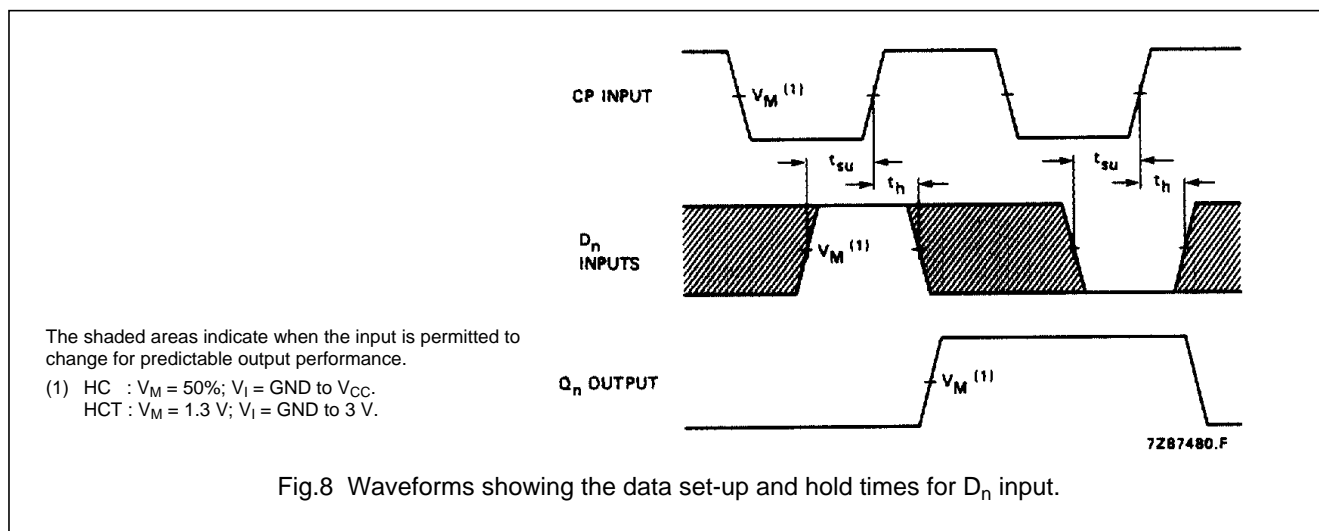 CP INPUT
V_M (1)
t_su
t_h
t_su
t_h
D_n
INPUTS
V_M (1)
The shaded areas indicate when the input is permitted to
change for predictable output performance.
(1) HC : V_M = 50%; V_I = GND to V_CC.
HCT : V_M = 1.3 V; V_I = GND to 3 V.
Q_n OUTPUT
V_M (1)
7Z87480.F
Fig.8 Waveforms showing the data set-up and hold times for D_n input.